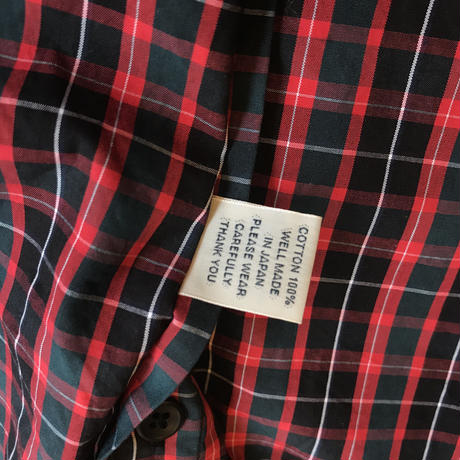 COTTON 100%
WELL MADE
IN JAPAN
PLEASE WEAR
CAREFULLY
THANK YOU